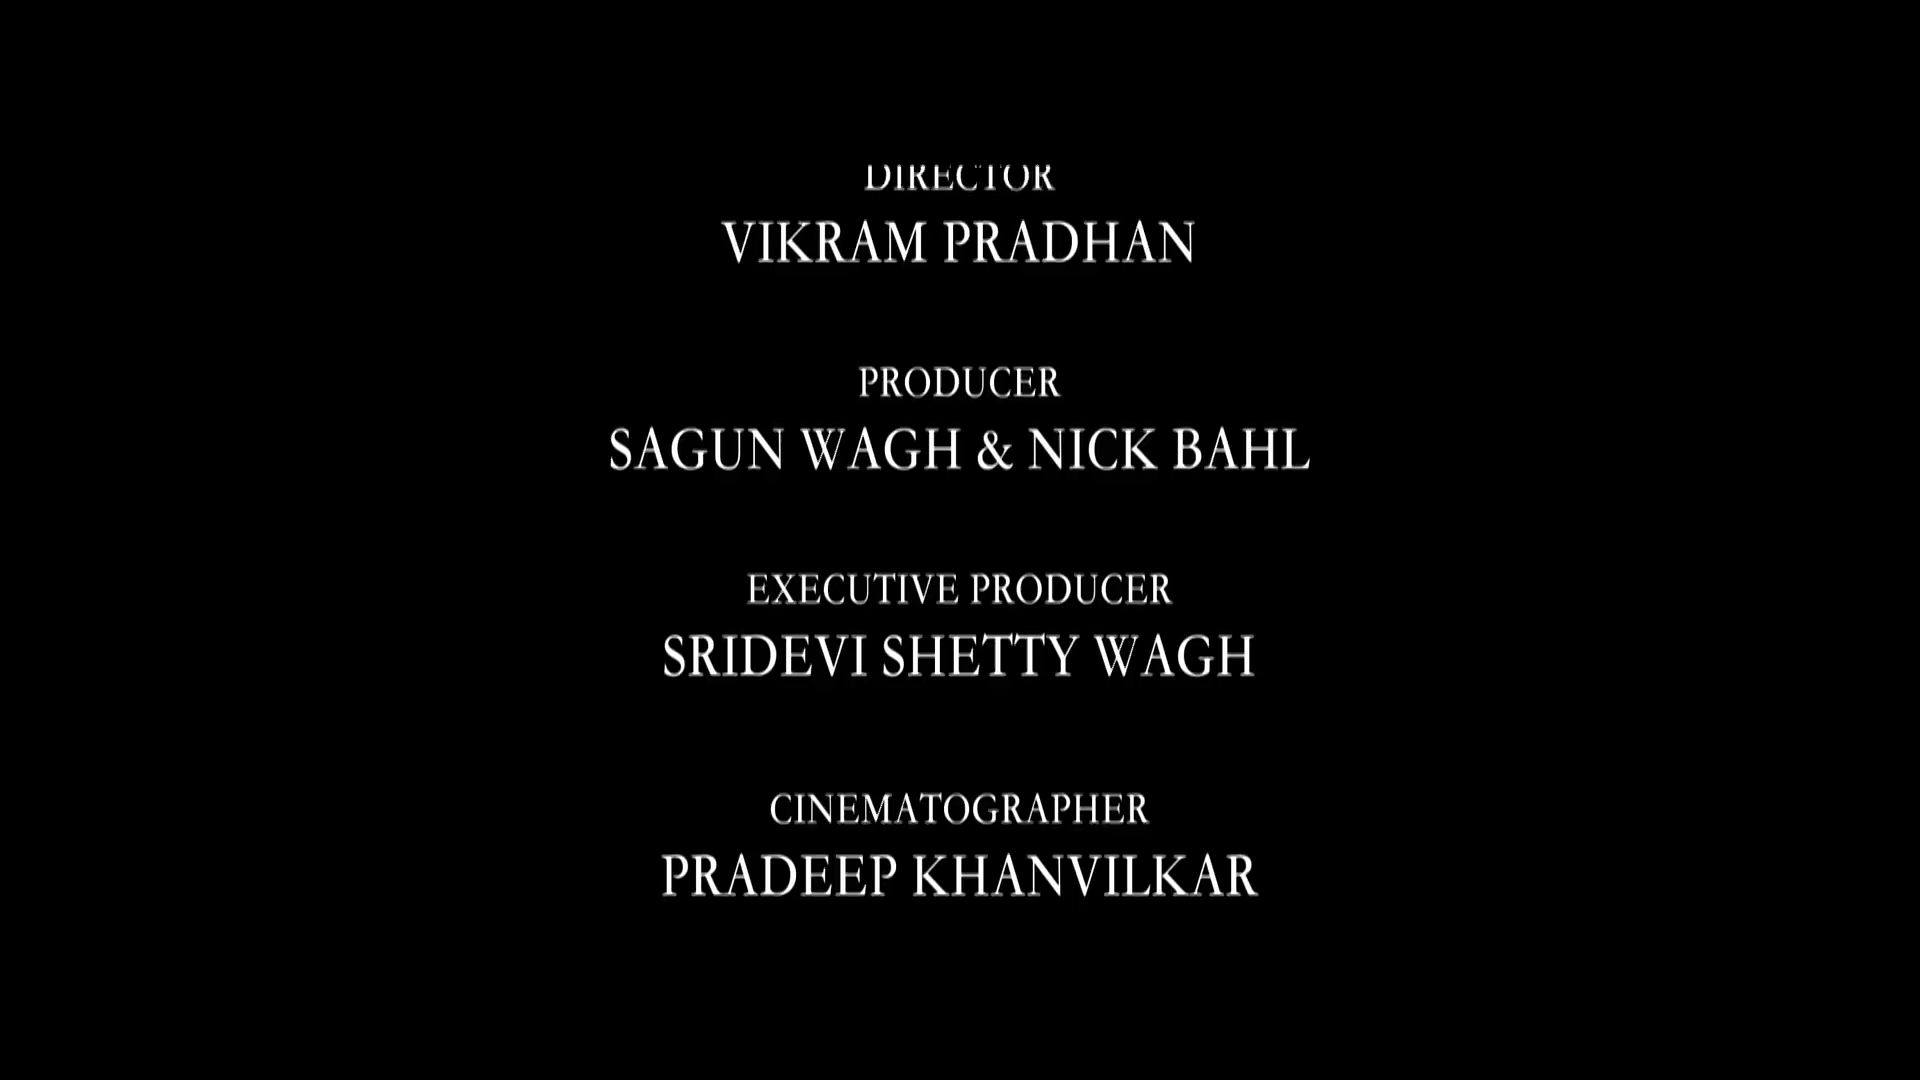 DIRECTOR
VIKRAM PRADHAN
PRODUCER
SAGUN WAGH & NICK BAHL
EXECUTIVE PRODUCER
SRIDEVI SHETTY WAGH
CINEMATOGRAPHER
PRADEEP KHANVILKAR